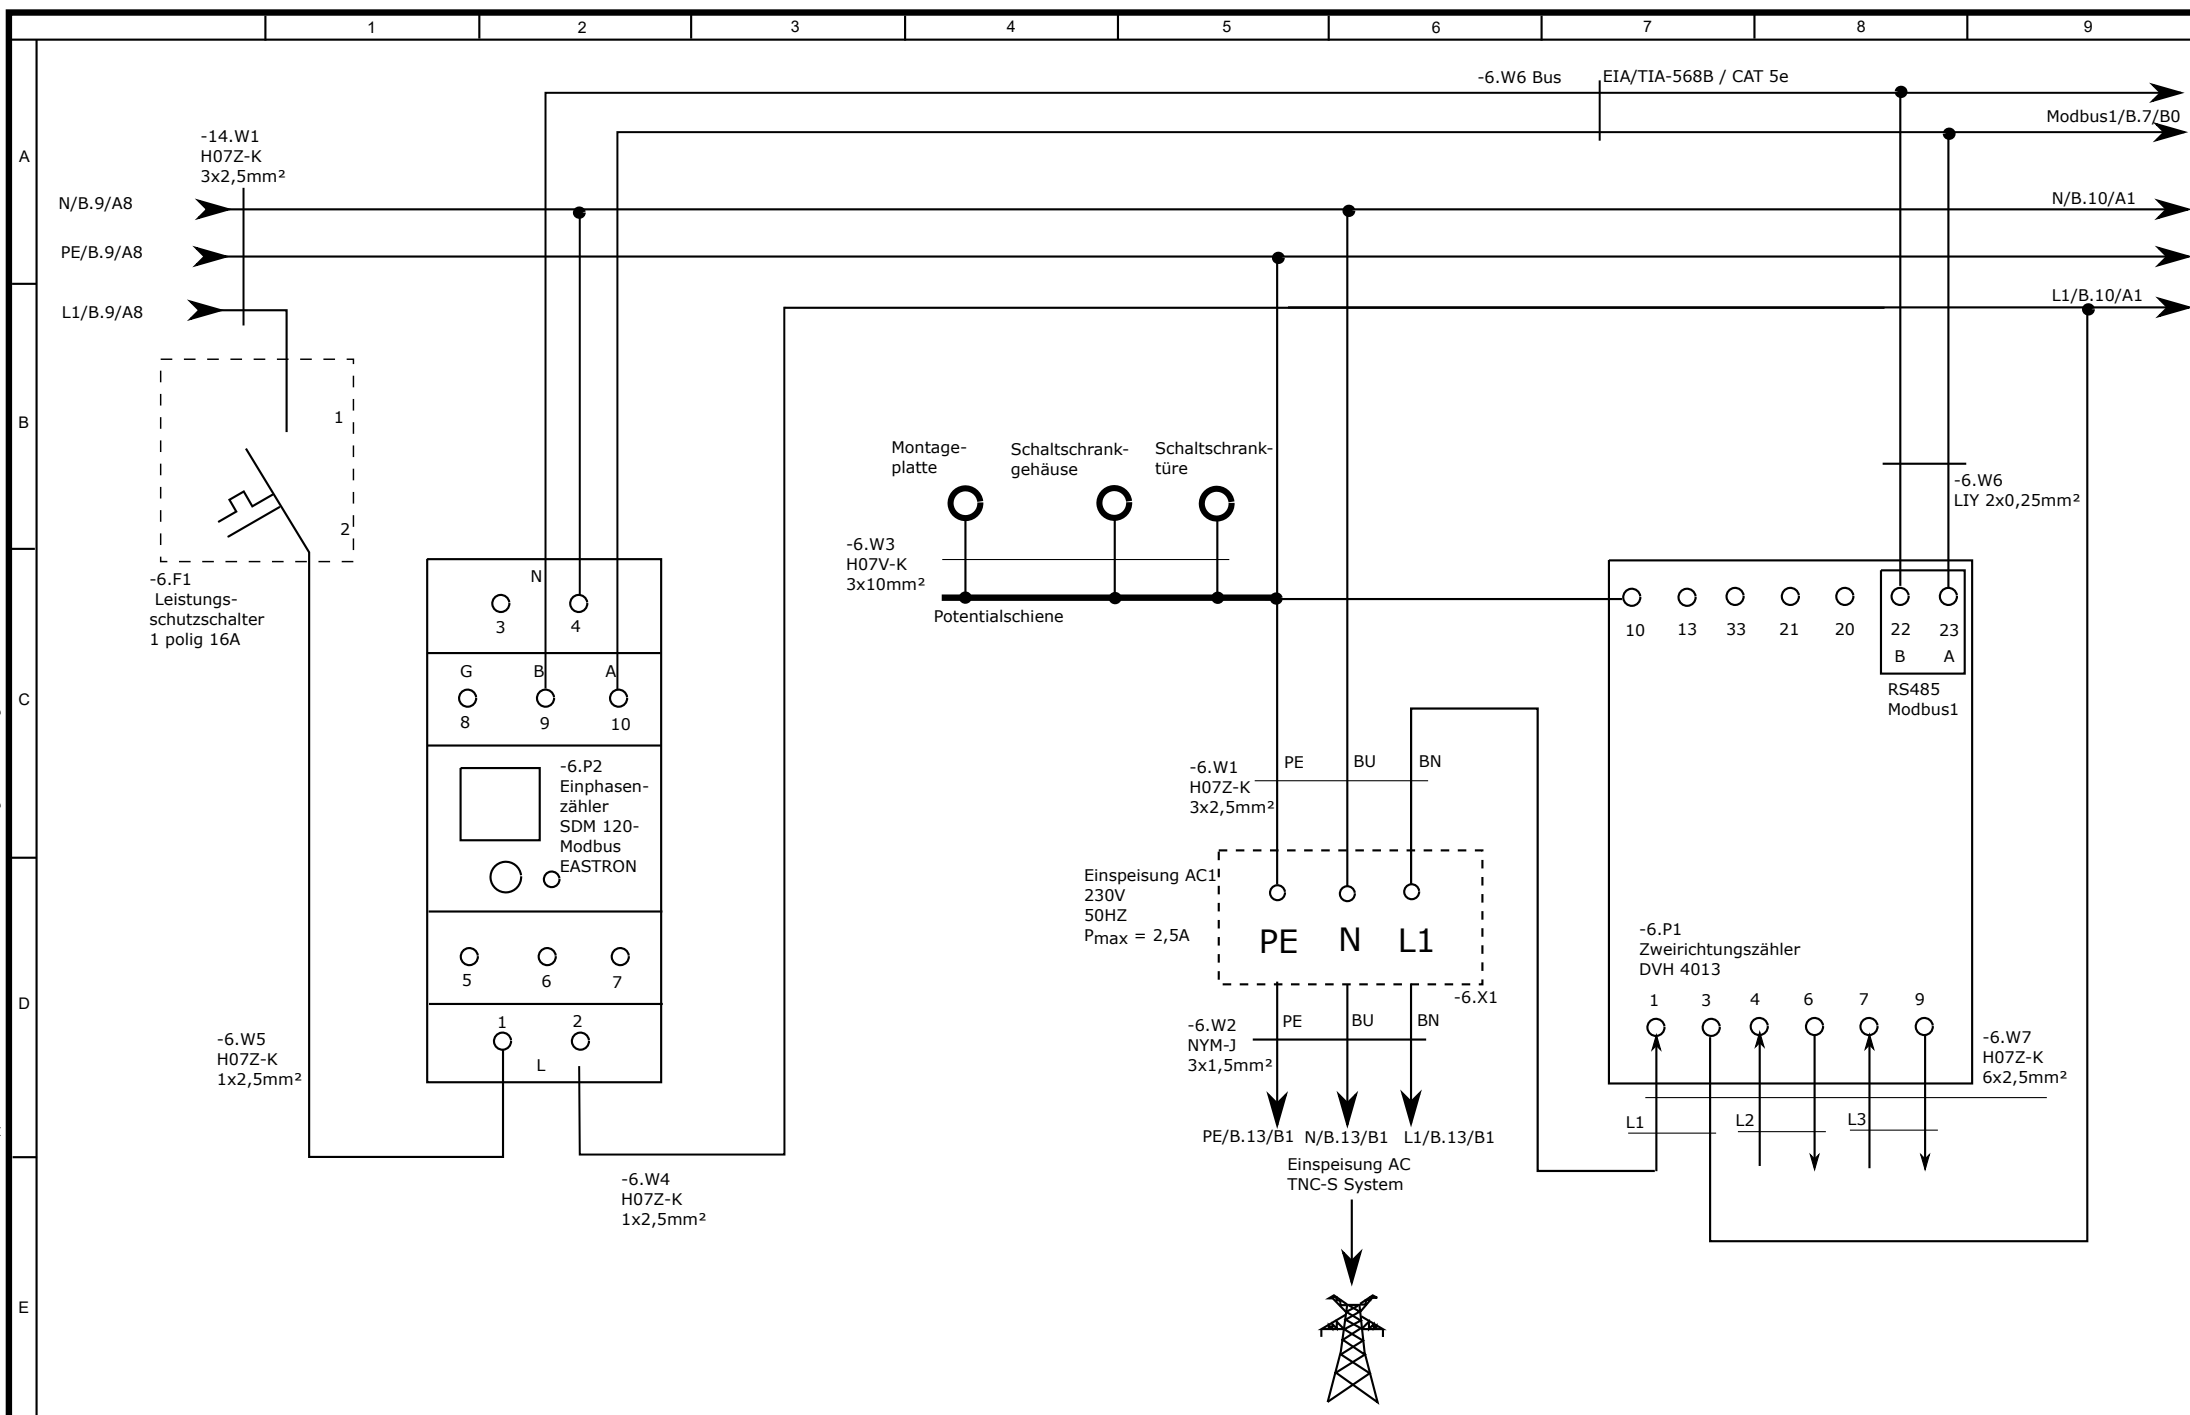 1 2 3 4 5 6 7 8 9
A
B
C
D
E
-6.W6 Bus
EIA/TIA-568B / CAT 5e
Modbus1/B.7/B0
-14.W1
H07Z-K
3x2,5mm²
N/B.9/A8
N/B.10/A1
PE/B.9/A8
L1/B.9/A8
L1/B.10/A1
1
2
-6.F1
Leistungs-
schutzschalter
1 polig 16A
N
3 4
G B A
8 9 10
-6.P2
Einphasen-
zähler
SDM 120-
Modbus
EASTRON
5 6 7
1 2
L
-6.W5
H07Z-K
1x2,5mm²
-6.W4
H07Z-K
1x2,5mm²
Montage-
platte
Schaltschrank-
gehäuse
Schaltschrank-
türe
-6.W3
H07V-K
3x10mm²
Potentialschiene
-6.W1
H07Z-K
3x2,5mm²
PE BU BN
Einspeisung AC1
230V
50HZ
Pmax = 2,5A
PE N L1
-6.X1
-6.W2
NYM-J
3x1,5mm²
PE BU BN
PE/B.13/B1 N/B.13/B1 L1/B.13/B1
Einspeisung AC
TNC-S System
-6.W6
LIY 2x0,25mm²
10 13 33 21 20 22 23
B A
RS485
Modbus1
-6.P1
Zweirichtungszähler
DVH 4013
1 3 4 6 7 9
-6.W7
H07Z-K
6x2,5mm²
L1 L2 L3